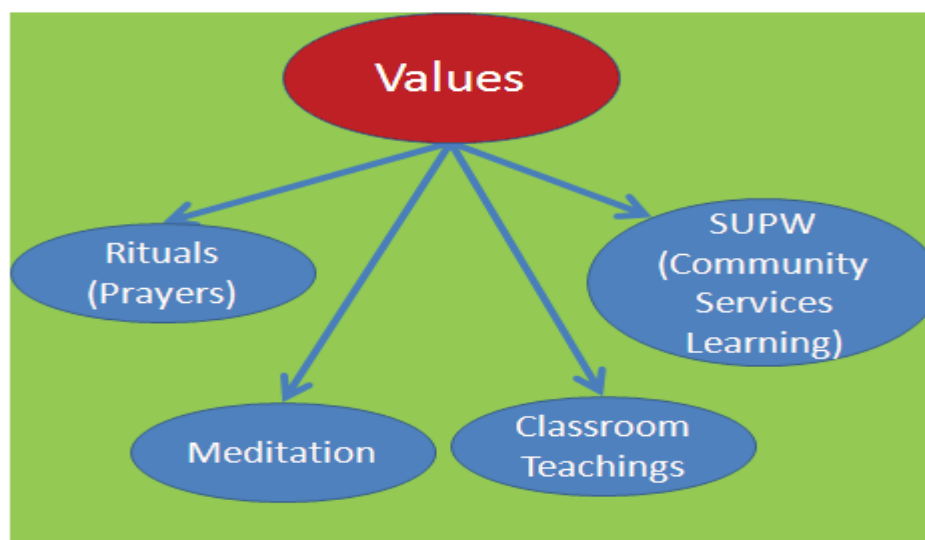 Values
Rituals
(Prayers)
SUPW
(Community
Services
Learning)
Meditation
Classroom
Teachings